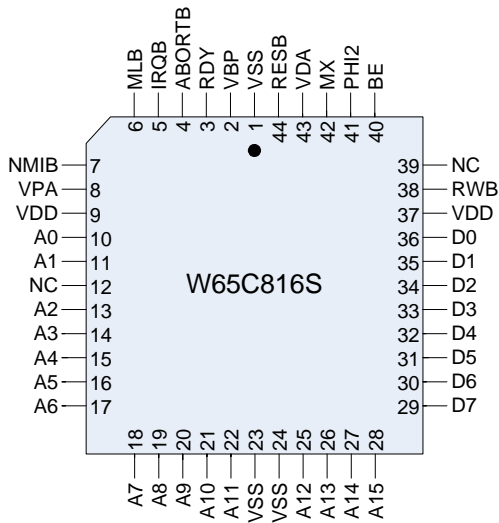 MLB
IRQB
ABORTB
RDY
VBP
VSS
RESB
VDA
MX
PHI2
BE
6
5
4
3
2
1
44
43
42
41
40
NMIB 7
VPA 8
VDD 9
A0 10
A1 11
NC 12
A2 13
A3 14
A4 15
A5 16
A6 17
W65C816S
39 NC
38 RWB
37 VDD
36 D0
35 D1
34 D2
33 D3
32 D4
31 D5
30 D6
29 D7
18
19
20
21
22
23
24
25
26
27
28
A7
A8
A9
A10
A11
VSS
VSS
A12
A13
A14
A15